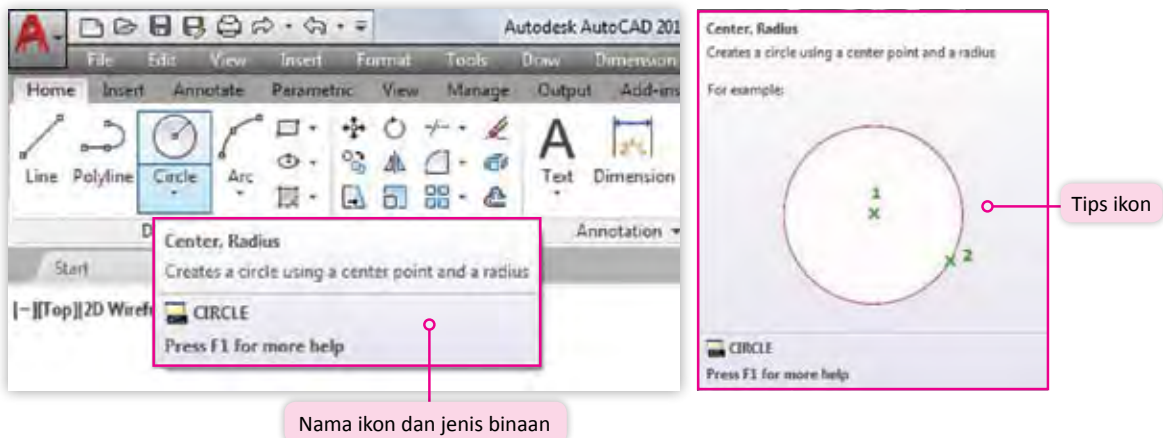 Autodesk AutoCAD 201
File Edit View Insert Format Tools Draw Dimension
Home Insert Annotate Parametric View Manage Output Add-ins
Line Polyline Circle Arc Text Dimension
D
Annotation
Start
[−][Top][2D Wirefr
Center, Radius
Creates a circle using a center point and a radius
CIRCLE
Press F1 for more help
Nama ikon dan jenis binaan
Center, Radius
Creates a circle using a center point and a radius
For example:
1
2
CIRCLE
Press F1 for more help
Tips ikon